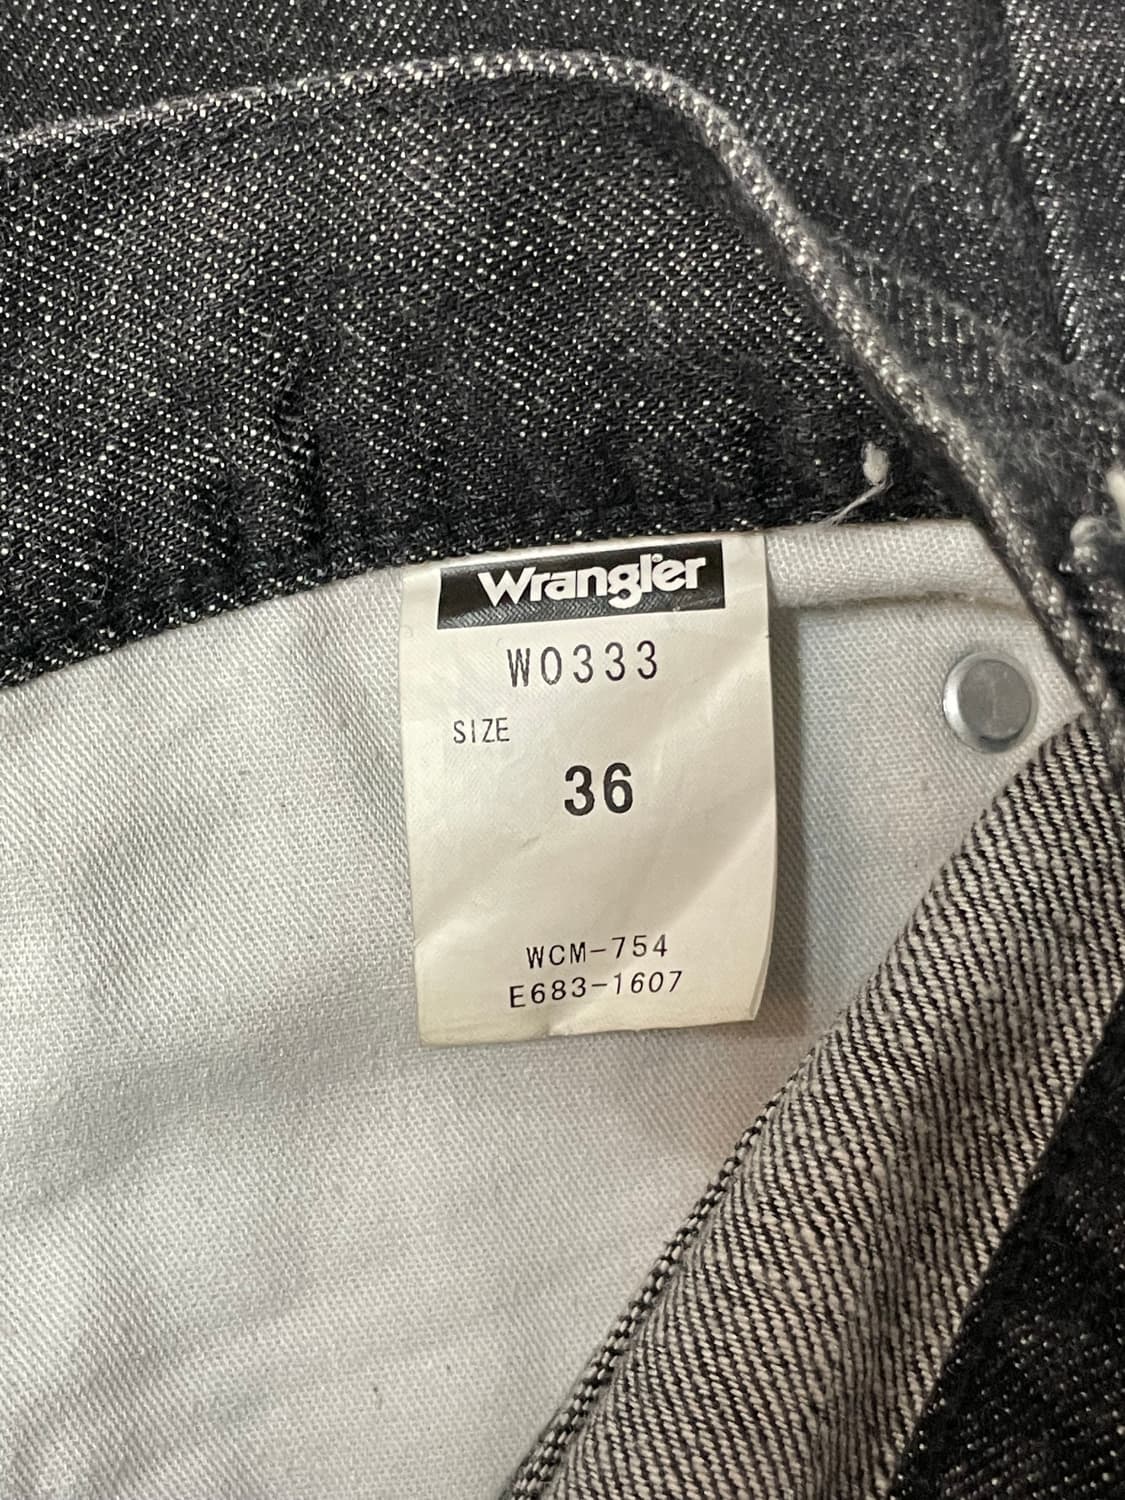 Wrangler
W0333
SIZE
36
WCM-754
E683-1607